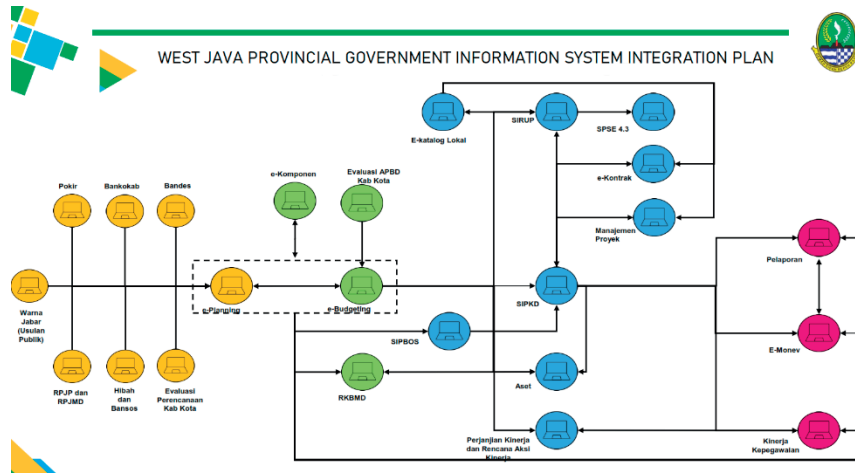 WEST JAVA PROVINCIAL GOVERNMENT INFORMATION SYSTEM INTEGRATION PLAN
E-katalog Lokal
SIRUP
SPSE 4.3
e-Kontrak
Manajemen
Proyek
Pokir
Bankokab
Bandes
e-Komponen
Evaluasi APBD
Kab Kota
Warna
Jabar
(Usulan
Publik)
e-Planning
e-Budgeting
SIPKD
Pelaporan
SIPBOS
E-Monev
RPJP dan
RPJMD
Hibah
dan
Bansos
Evaluasi
Perencanaan
Kab Kota
RKBMD
Aset
Perjanjian Kinerja
dan Rencana Aksi
Kinerja
Kinerja
Kepegawaian